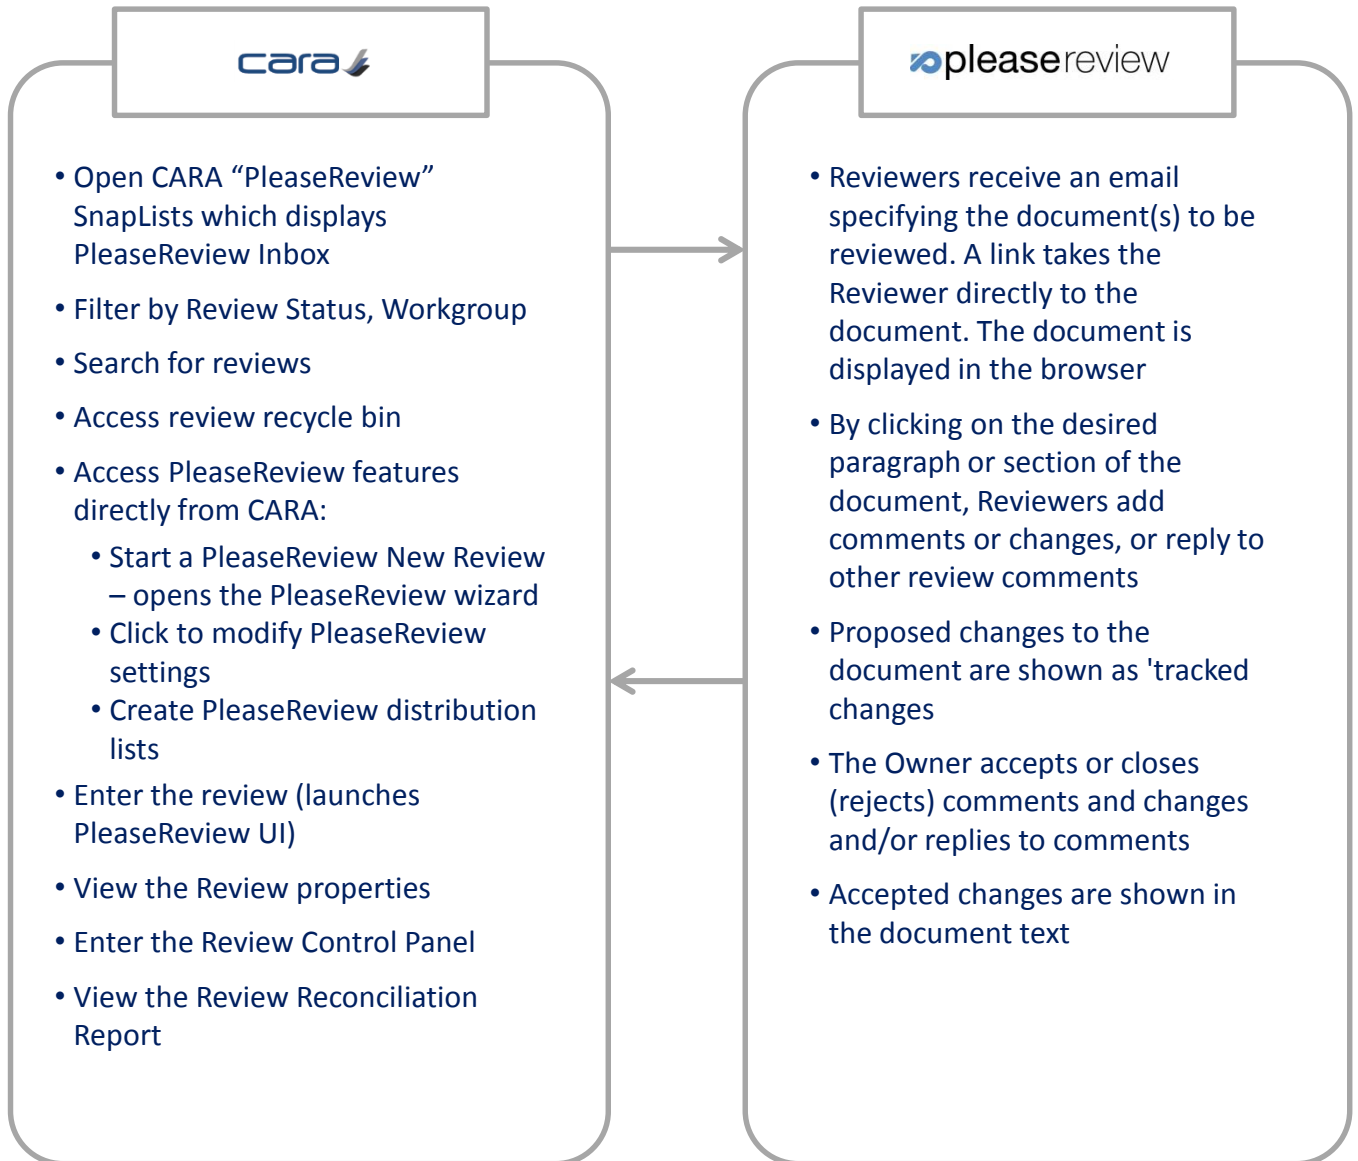 cara
• Open CARA “PleaseReview”
SnapLists which displays
PleaseReview Inbox
• Filter by Review Status, Workgroup
• Search for reviews
• Access review recycle bin
• Access PleaseReview features
directly from CARA:
• Start a PleaseReview New Review
– opens the PleaseReview wizard
• Click to modify PleaseReview
settings
• Create PleaseReview distribution
lists
• Enter the review (launches
PleaseReview UI)
• View the Review properties
• Enter the Review Control Panel
• View the Review Reconciliation
Report
pleasereview
• Reviewers receive an email
specifying the document(s) to be
reviewed. A link takes the
Reviewer directly to the
document. The document is
displayed in the browser
• By clicking on the desired
paragraph or section of the
document, Reviewers add
comments or changes, or reply to
other review comments
• Proposed changes to the
document are shown as 'tracked
changes
• The Owner accepts or closes
(rejects) comments and changes
and/or replies to comments
• Accepted changes are shown in
the document text